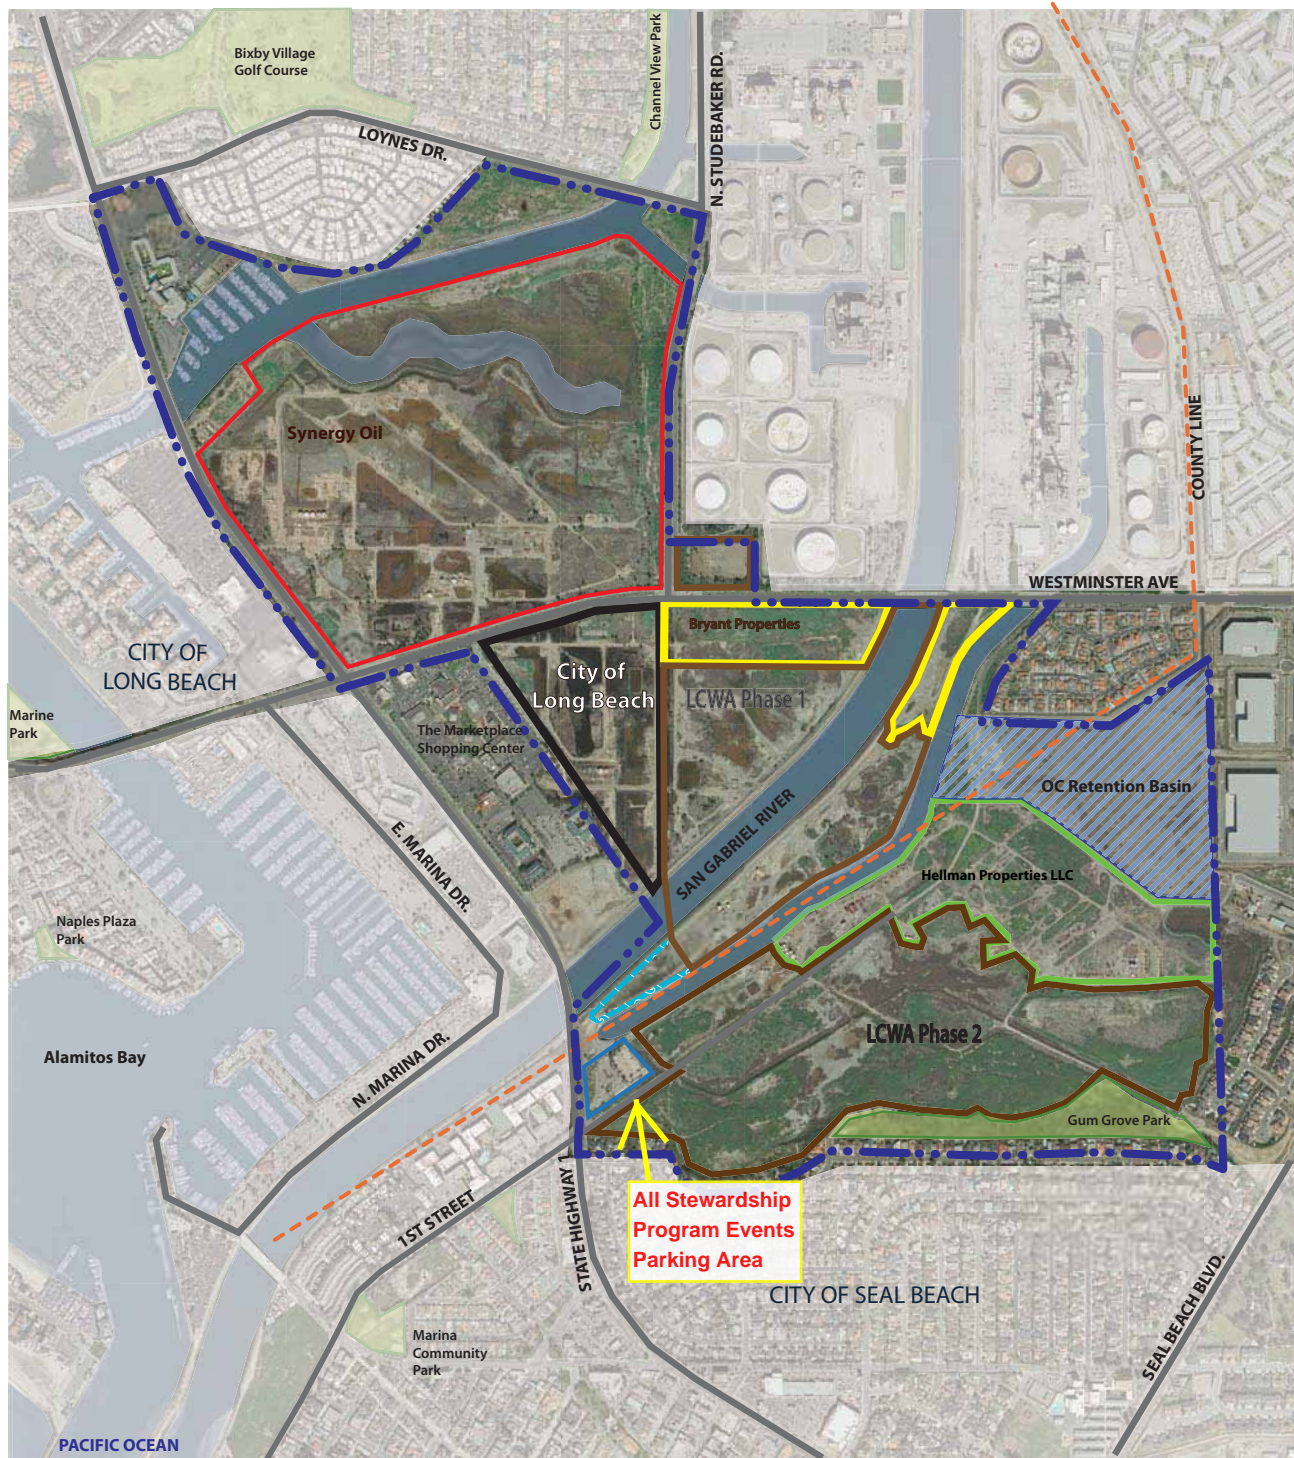 Bixby Village
Golf Course
Channel View Park
LOYNES DR.
N. STUDEBAKER RD.
COUNTY LINE
Synergy Oil
WESTMINSTER AVE
Bryant Properties
CITY OF
LONG BEACH
City of
Long Beach
LCWA Phase 1
Marine
Park
The Marketplace
Shopping Center
OC Retention Basin
E. MARINA DR.
SAN GABRIEL RIVER
Hellman Properties LLC
Naples Plaza
Park
LCWA Phase 2
Alamitos Bay
N. MARINA DR.
Gum Grove Park
1ST STREET
STATE HIGHWAY 1
All Stewardship
Program Events
Parking Area
CITY OF SEAL BEACH
SEAL BEACH BLVD.
Marina
Community
Park
PACIFIC OCEAN